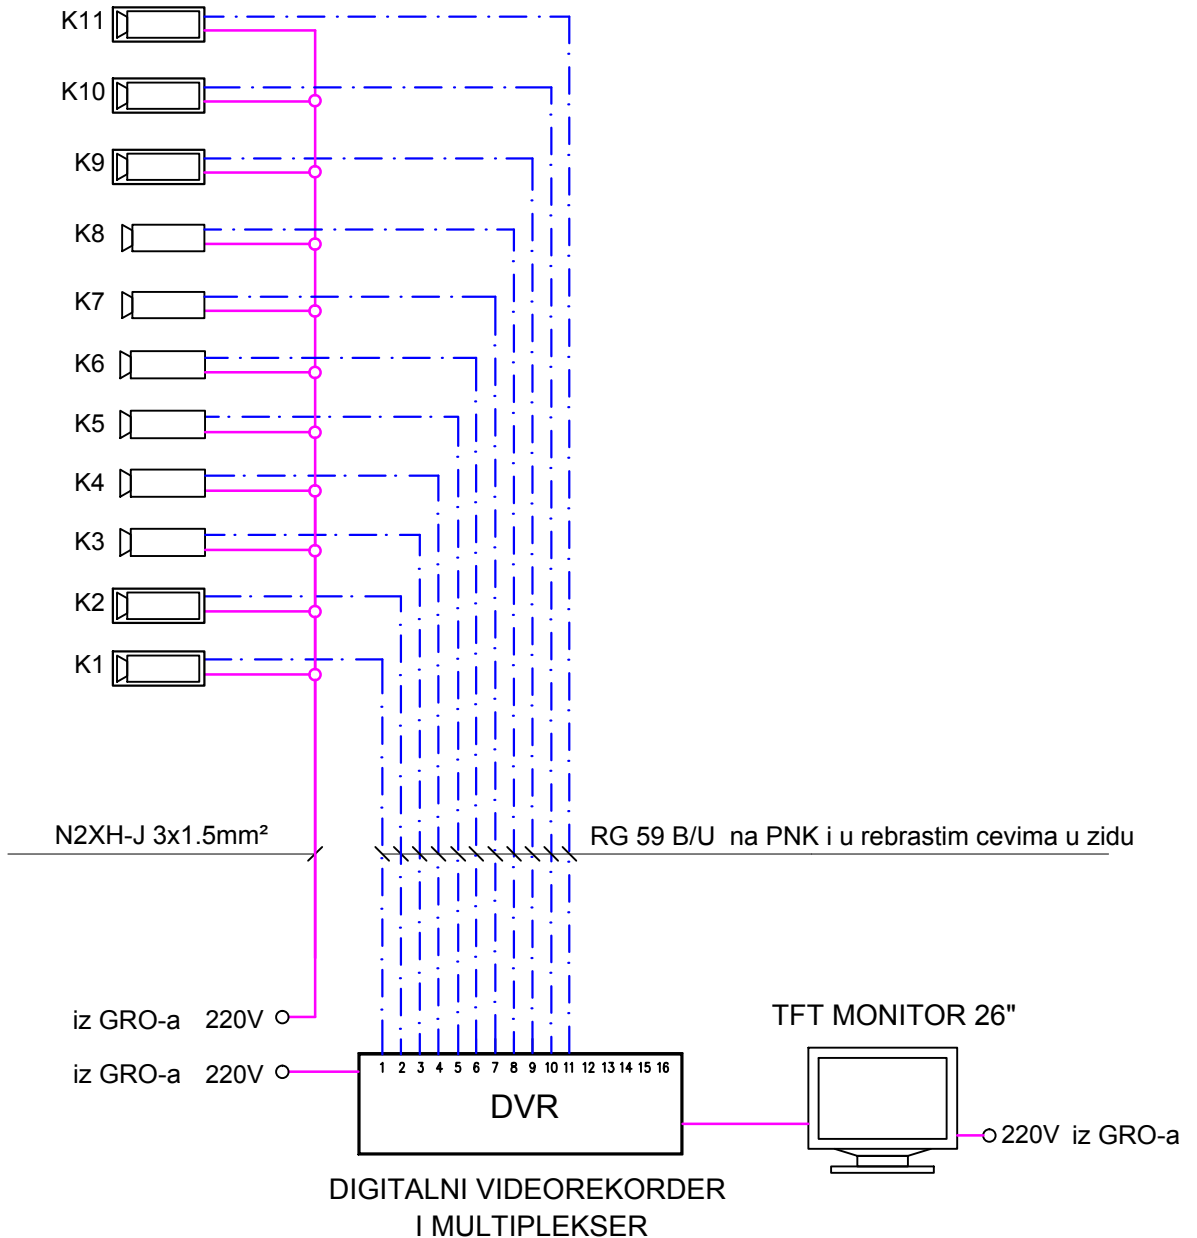 K11
K10
K9
K8
K7
K6
K5
K4
K3
K2
K1
N2XH-J 3x1.5mm²
RG 59 B/U na PNK i u rebrastim cevima u zidu
iz GRO-a 220V
iz GRO-a 220V
TFT MONITOR 26"
1 2 3 4 5 6 7 8 9 10 11 12 13 14 15 16
DVR
220V iz GRO-a
DIGITALNI VIDEOREKORDER
I MULTIPLEKSER